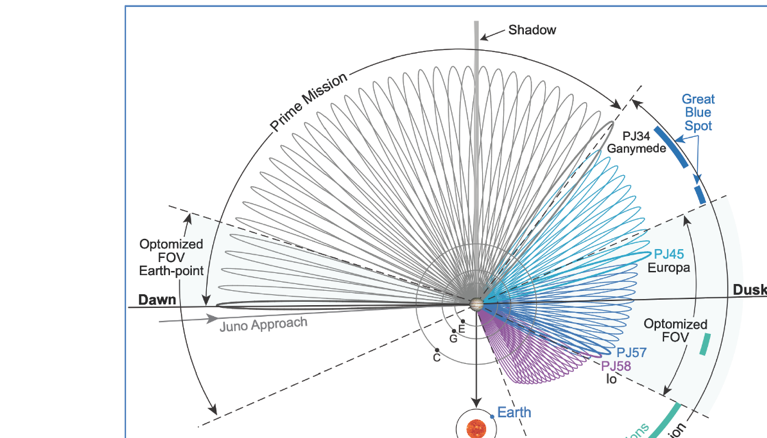 Shadow
Prime Mission
Great
Blue
Spot
PJ34
Ganymede
Optomized
FOV
Earth-point
PJ45
Europa
Dawn
Dusk
Juno Approach
Optomized
FOV
E
G
C
PJ57
PJ58
Io
Earth